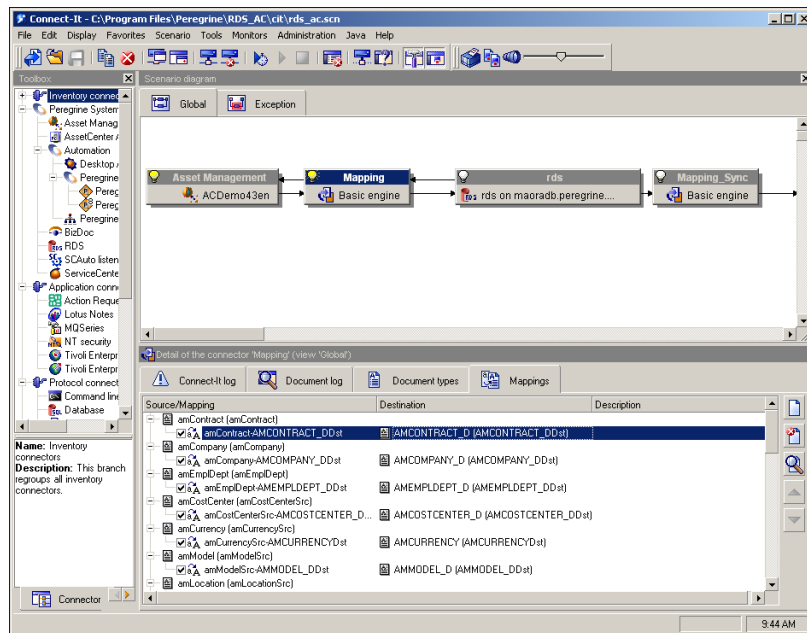 Connect-It - C:\Program Files\Peregrine\RDS_AC\cit\rds_ac.scn
File Edit Display Favorites Scenario Tools Monitors Administration Java Help
Toolbox
Inventory connec
Peregrine System
Asset Manag
AssetCenter
Automation
Desktop
Peregrine
Pereg
Pereg
Peregrine
BizDoc
RDS
SCAuto listen
ServiceCente
Application conn
Action Reque
Lotus Notes
MQSeries
NT security
Tivoli Enterpr
Tivoli Enterpr
Protocol connect
Command line
Database
Name: Inventory
connectors
Description: This branch
regroups all inventory
connectors.
Connector
Scenario diagram
Global Exception
Asset Management Mapping rds Mapping_Sync
ACDemo43en Basic engine rds on maoradb.peregrine.... Basic engine
Detail of the connector 'Mapping' (view 'Global')
Connect-It log Document log Document types Mappings
Source/Mapping Destination Description
amContract (amContract)
amContract-AMCONTRACT_DDst AMCONTRACT_D (AMCONTRACT_DDst)
amCompany (amCompany)
amCompany-AMCOMPANY_DDst AMCOMPANY_D (AMCOMPANY_DDst)
amEmplDept (amEmplDept)
amEmplDept-AMEMPLDEPT_DDst AMEMPLDEPT_D (AMEMPLDEPT_DDst)
amCostCenter (amCostCenterSrc)
amCostCenterSrc-AMCOSTCENTER_D... AMCOSTCENTER_D (AMCOSTCENTER_DDst)
amCurrency (amCurrencySrc)
amCurrencySrc-AMCURRENCYDst AMCURRENCY (AMCURRENCYDst)
amModel (amModelSrc)
amModelSrc-AMMODEL_DDst AMMODEL_D (AMMODEL_DDst)
amLocation (amLocationSrc)
9:44 AM